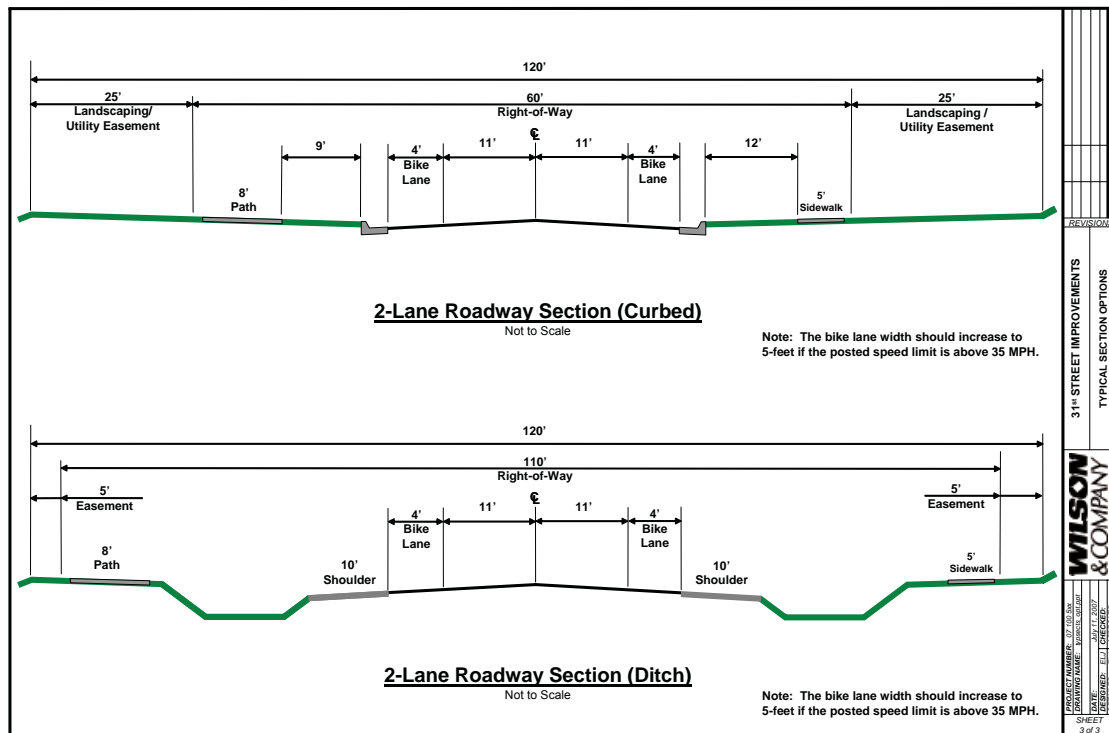 120'
25'
Landscaping/
Utility Easement
60'
Right-of-Way
25'
Landscaping /
Utility Easement
℄
9'
4'
Bike
Lane
11'
11'
4'
Bike
Lane
12'
8'
Path
5'
Sidewalk
2-Lane Roadway Section (Curbed)
Not to Scale
Note: The bike lane width should increase to
5-feet if the posted speed limit is above 35 MPH.
120'
110'
Right-of-Way
5'
Easement
℄
5'
Easement
4'
Bike
Lane
11'
11'
4'
Bike
Lane
8'
Path
10'
Shoulder
10'
Shoulder
5'
Sidewalk
2-Lane Roadway Section (Ditch)
Not to Scale
Note: The bike lane width should increase to
5-feet if the posted speed limit is above 35 MPH.
31st STREET IMPROVEMENTS
TYPICAL SECTION OPTIONS
WILSON
&COMPANY
PROJECT NUMBER:
DRAWING NAME:
DATE: July 11, 2007
DESIGNED: ELJ CHECKED:
SHEET
3 of 3